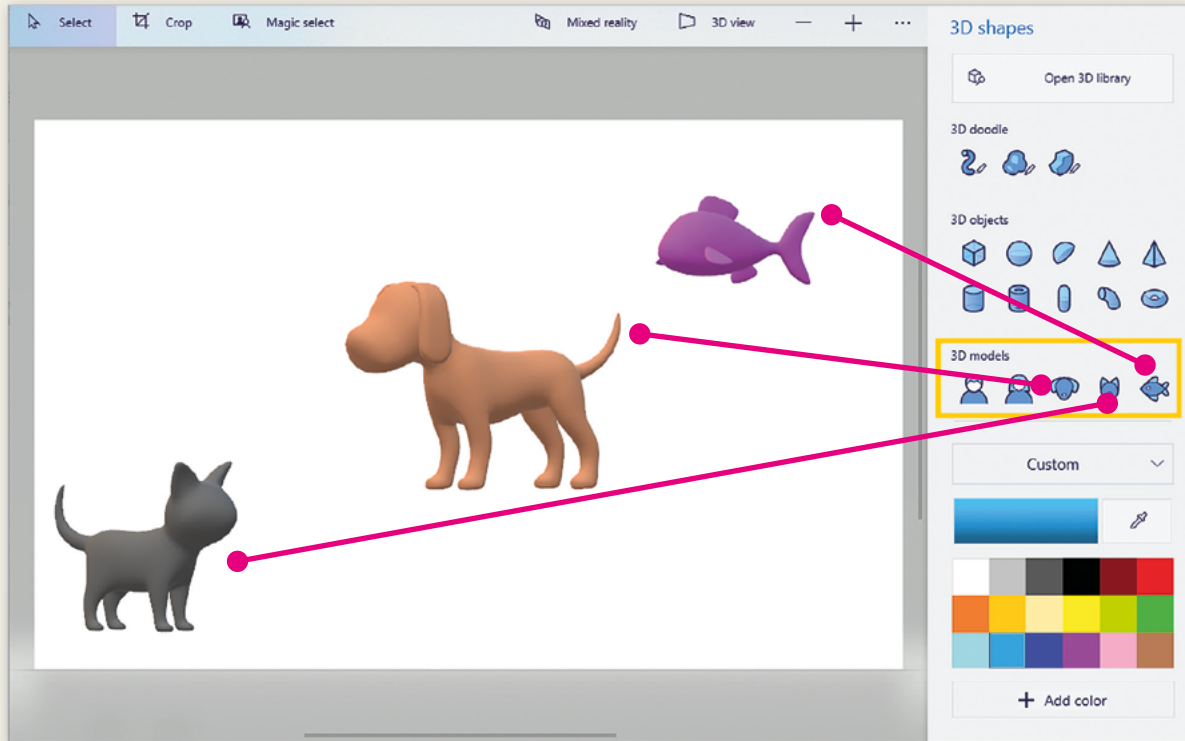 Select Crop Magic select Mixed reality 3D view
3D shapes
Open 3D library
3D doodle
3D objects
3D models
Custom
Add color